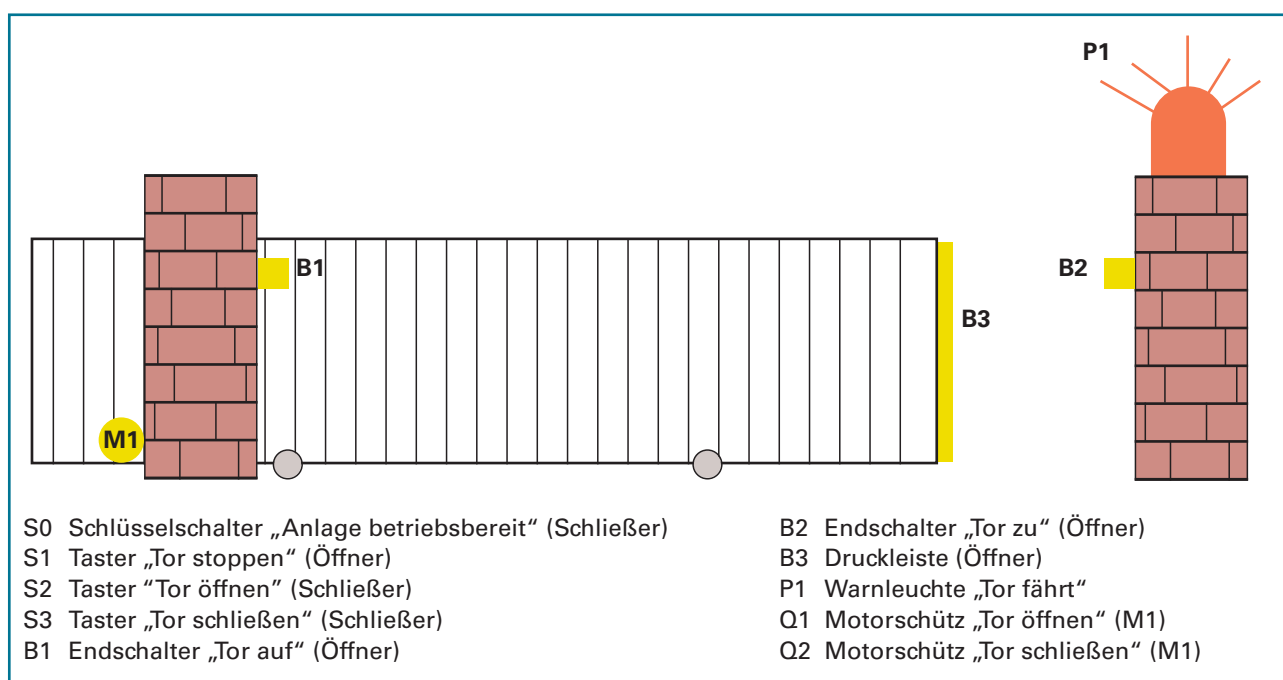 P1
B1
B2
B3
M1
S0 Schlüsselschalter „Anlage betriebsbereit“ (Schließer)
S1 Taster „Tor stoppen“ (Öffner)
S2 Taster “Tor öffnen” (Schließer)
S3 Taster „Tor schließen“ (Schließer)
B1 Endschalter „Tor auf“ (Öffner)
B2 Endschalter „Tor zu“ (Öffner)
B3 Druckleiste (Öffner)
P1 Warnleuchte „Tor fährt“
Q1 Motorschütz „Tor öffnen“ (M1)
Q2 Motorschütz „Tor schließen“ (M1)